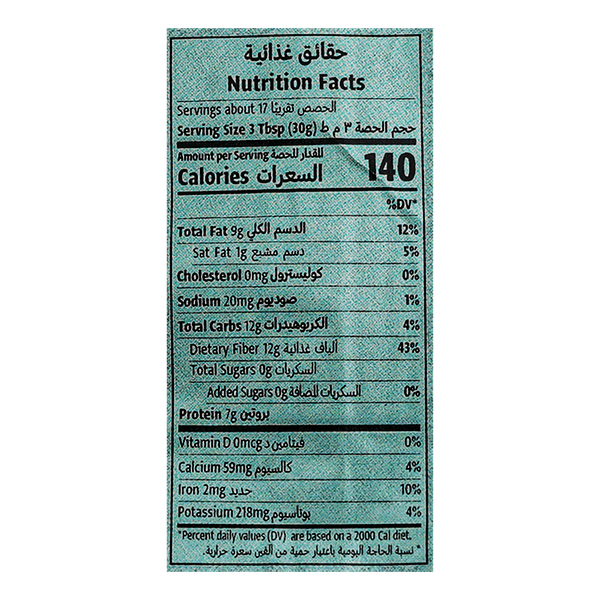 حقائق غذائية
Nutrition Facts
Servings about 17 الحصص تقريبًا
Serving Size 3 Tbsp (30g) حجم الحصة ٣ م ط
Amount per Serving للقدار للحصة
Calories السعرات 140
%DV*
Total Fat 9g الدسم الكلي 12%
Sat Fat 1g دسم مشبع 5%
Cholesterol 0mg كوليسترول 0%
Sodium 20mg صوديوم 1%
Total Carbs 12g الكربوهيدرات 4%
Dietary Fiber 12g الياف غذائية 43%
Total Sugars 0g السكريات
Added Sugars 0g السكريات المضافة 0%
Protein 7g بروتين
Vitamin D 0mcg فيتامين د 0%
Calcium 59mg كالسيوم 4%
Iron 2mg حديد 10%
Potassium 218mg بوتاسيوم 4%
*Percent daily values (DV) are based on a 2000 Cal diet.
* نسبة الحاجة اليومية باعتبار حمية من الفين سعرة حرارية.